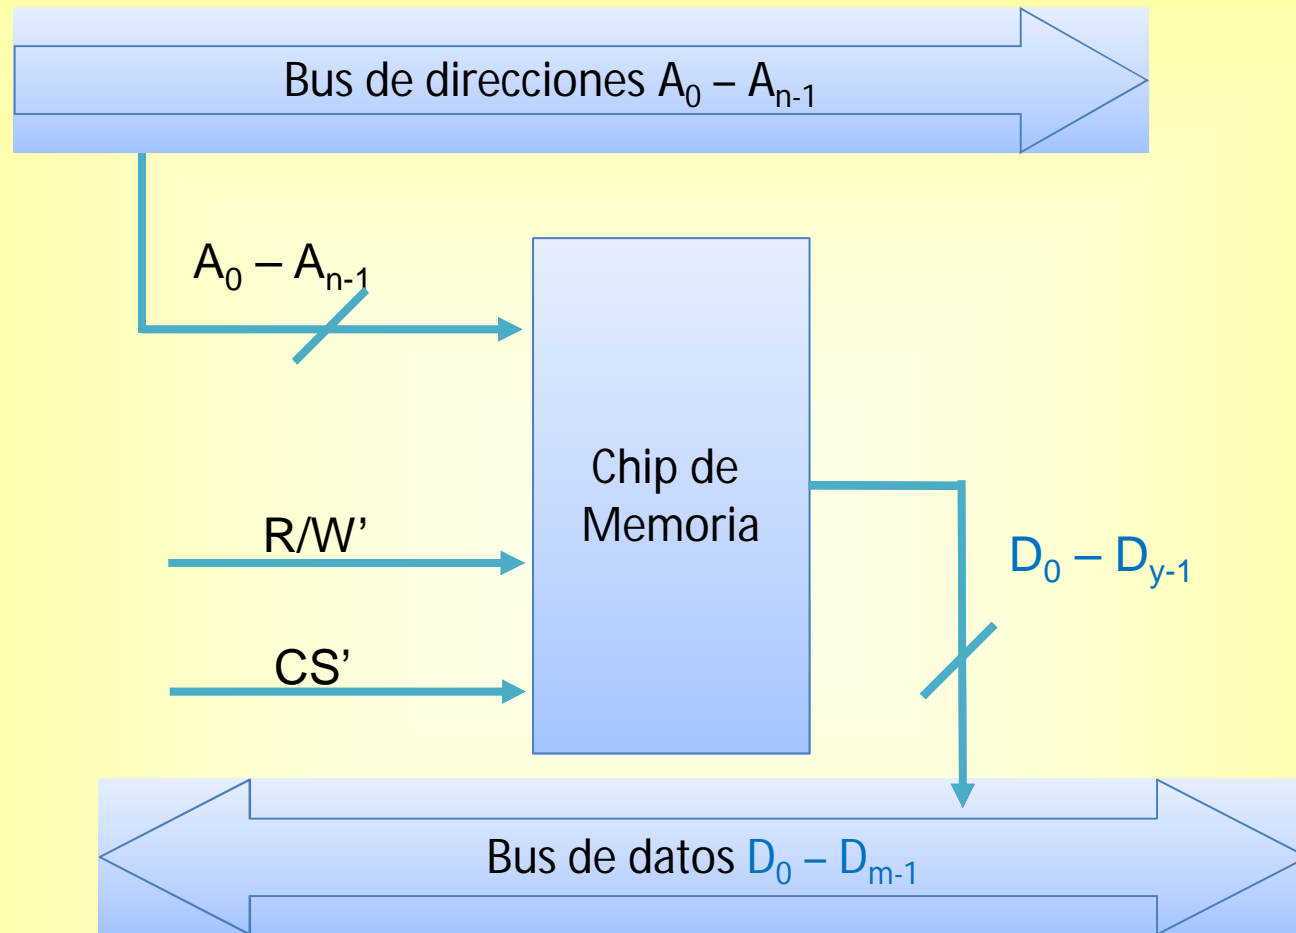 Bus de direcciones A₀ – Aₙ₋₁
A₀ – Aₙ₋₁
Chip de
Memoria
R/W’
D₀ – D_y-1
CS’
Bus de datos D₀ – Dₘ₋₁